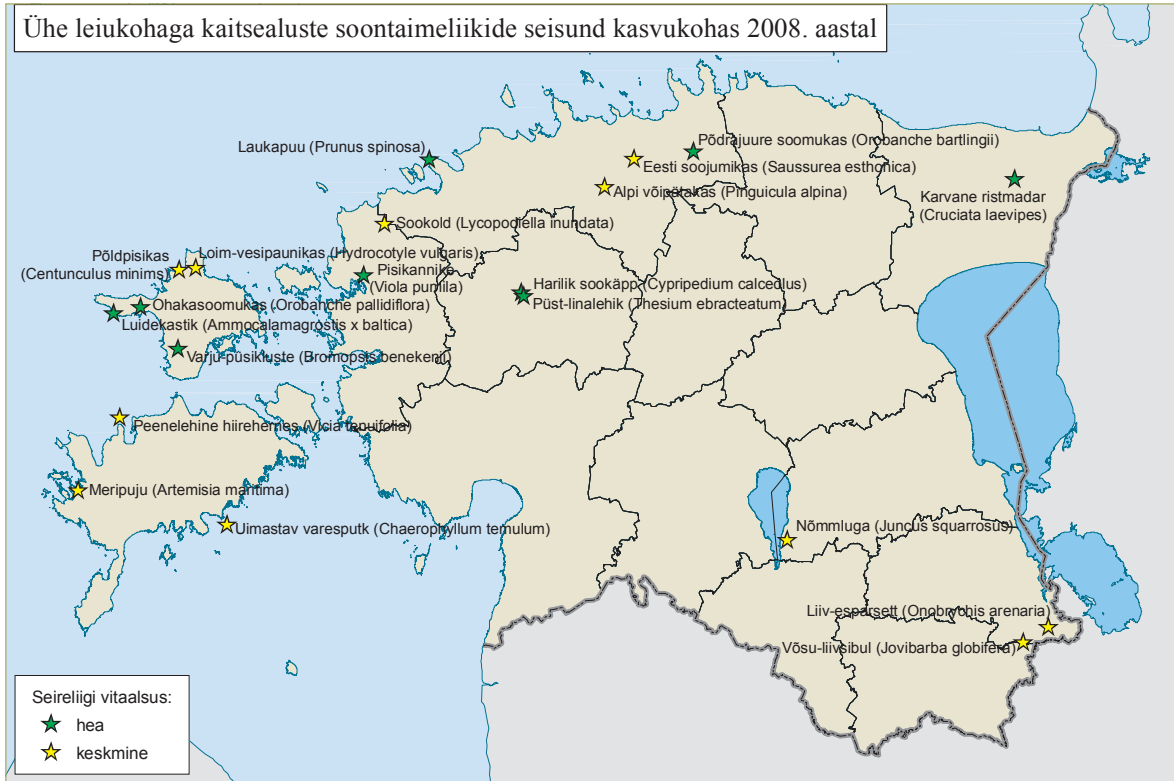 Ühe leiukohaga kaitsealuste soontaimeliikide seisund kasvukohas 2008. aastal
Laukapuu (Prunus spinosa)
Põdrajuure soomukas (Orobanche bartlingii)
Eesti soojumikas (Saussurea esthonica)
Alpi võipätakas (Pinguicula alpina)
Karvane ristmadar
(Cruciata laevipes)
Sookold (Lycopodiella inundata)
Põldpisikas
(Centunculus minims)
Loim-vesipaunikas (Hydrocotyle vulgaris)
Pisikannike
(Viola pumila)
Harilik sookäpp (Cypripedium calceolus)
Püst-linalehik (Thesium ebracteatum)
Ohakasoomukas (Orobanche pallidiflora)
Luidekastik (Ammocalamagrostis x baltica)
Varju-püsikluste (Bromopsis benekenii)
Peenelehine hiirehernes (Vicia tenuifolia)
Meripuju (Artemisia maritima)
Uimastav varesputk (Chaerophyllum temulum)
Nõmmluga (Juncus squarrosus)
Liiv-esparsett (Onobrychis arenaria)
Võsu-liivsibul (Jovibarba globifera)
Seireliigi vitaalsus:
hea
keskmine